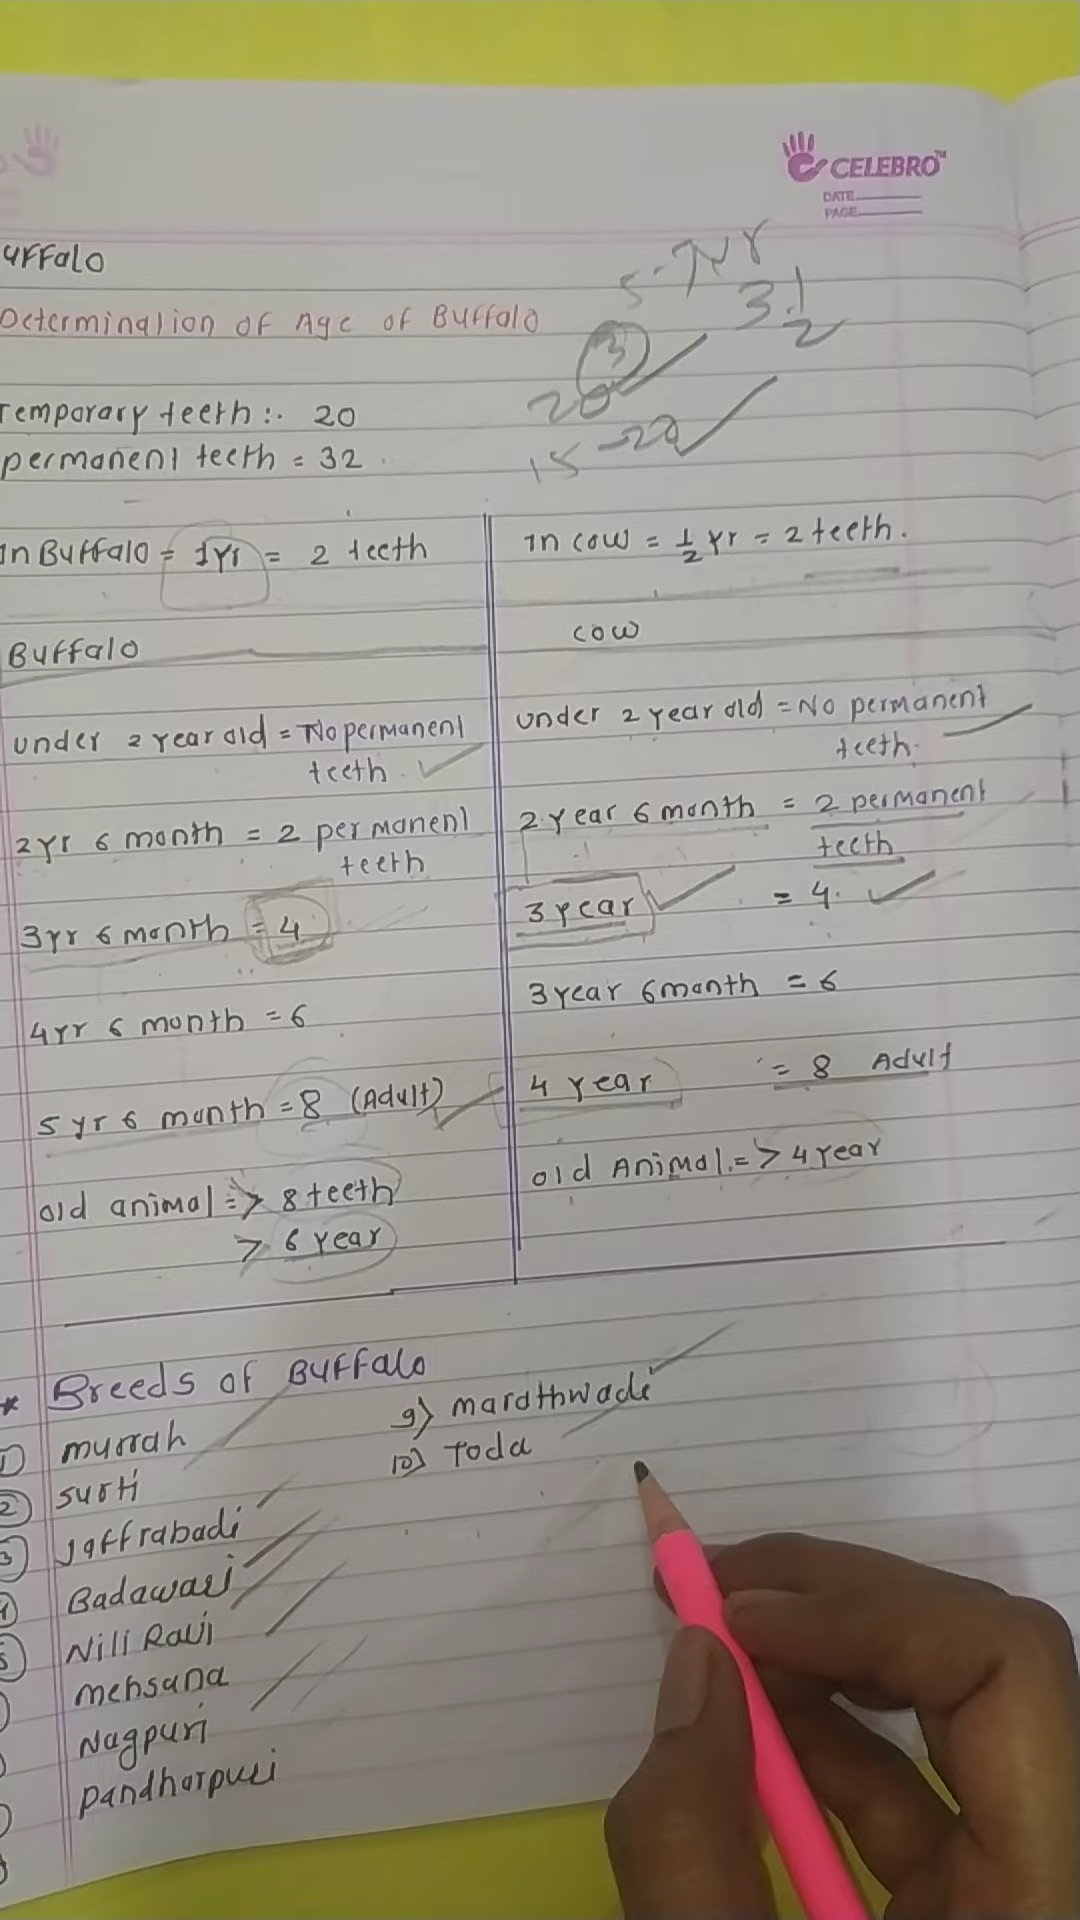 CELEBRO™
DATE
PAGE
uffalo
5-7yr
3 1/2
Determination of Age of Buffalo
3
20
Temporary teeth:- 20
permanent teeth = 32
15-20
In Buffalo = 1yr = 2 teeth
In cow = 1/2 yr = 2 teeth.
Buffalo
under 2 year old = No permanent
teeth.
2yr 6 month = 2 permanent
teeth
3yr 6 month = 4
4yr 6 month = 6
5 yr 6 month = 8 (Adult)
old animal = > 8 teeth
> 6 year
cow
under 2 year old = No permanent
teeth.
2 year 6 month = 2 permanent
teeth
3 year = 4.
3 year 6 month = 6
4 year = 8 Adult
old Animal = > 4 year
* Breeds of Buffalo
1 murrah
2 surti
3 Jaffrabadi
4 Badawari
5 Nili Ravi
mehsana
Nagpuri
pandharpuri
9) marathwade
10) Toda